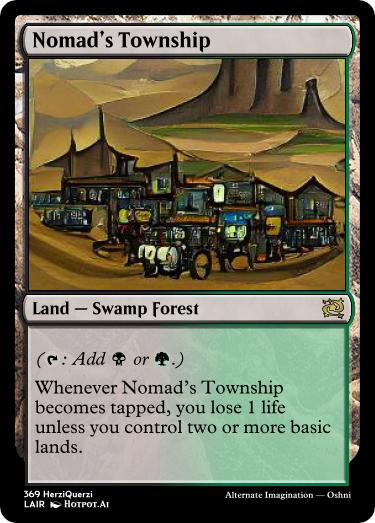 Nomad's Township
Land — Swamp Forest
(: Add or .)
Whenever Nomad's Township
becomes tapped, you lose 1 life
unless you control two or more basic
lands.
369 HerziQuerzi
LAIR Hotpot.Ai
Alternate Imagination — Oshni